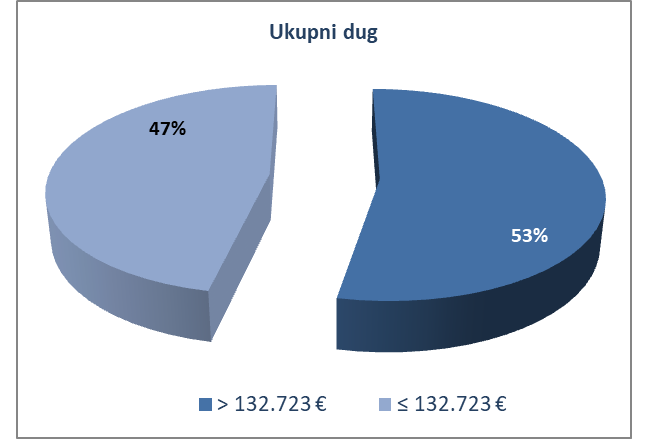 Ukupni dug
47%
53%
> 132.723 €
≤ 132.723 €